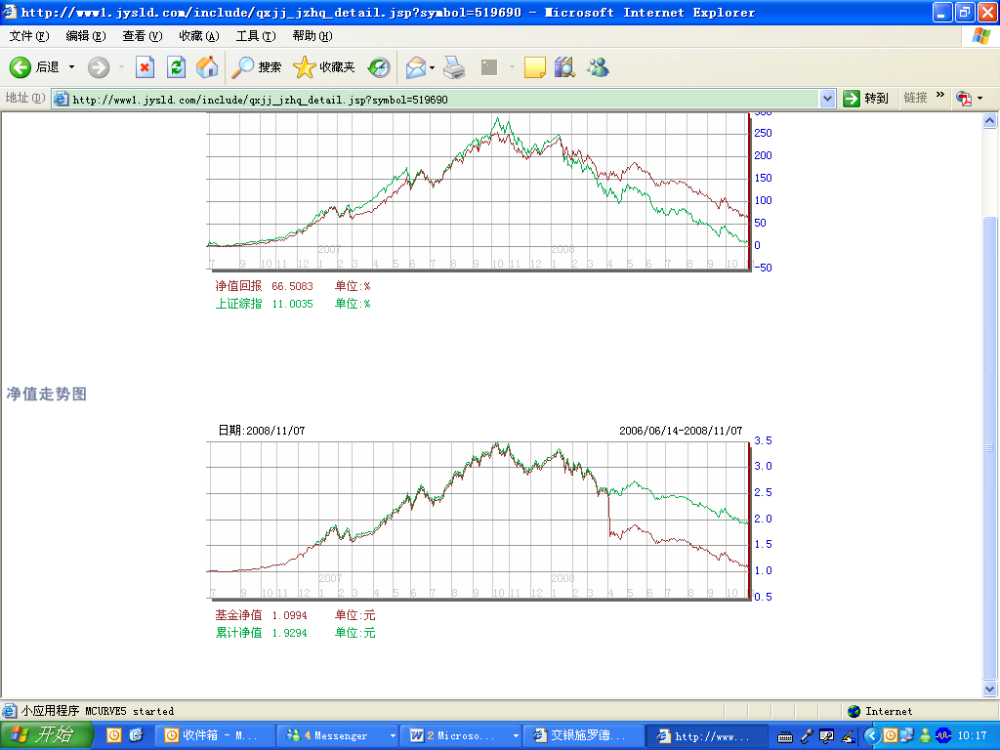 http://www1.jysld.com/include/qxjj_jzhq_detail.jsp?symbol=519690 - Microsoft Internet Explorer
文件(F) 编辑(E) 查看(V) 收藏(A) 工具(T) 帮助(H)
后退 搜索 收藏夹
地址(D) http://www1.jysld.com/include/qxjj_jzhq_detail.jsp?symbol=519690 转到 链接 »
300
250
200
150
100
50
0
-50
2007 2008
7 9 10 11 12 1 2 3 4 5 6 7 8 9 10 11 12 1 2 3 4 5 6 7 8 9 10
净值回报 66.5083 单位:%
上证综指 11.0035 单位:%
净值走势图
日期:2008/11/07 2006/06/14-2008/11/07
3.5
3.0
2.5
2.0
1.5
1.0
0.5
2007 2008
7 9 10 11 12 1 2 3 4 5 6 7 8 9 10 11 12 1 2 3 4 5 6 7 8 9 10
基金净值 1.0994 单位:元
累计净值 1.9294 单位:元
小应用程序 MCURVE5 started Internet
开始 收件箱 - M... 4 Messenger 2 Microso... 交银施罗德... http://www... 10:17